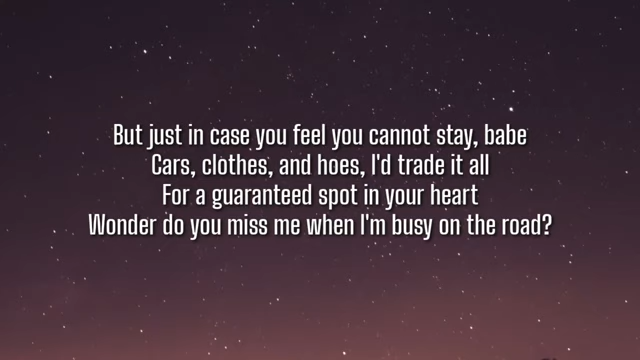 But just in case you feel you cannot stay, babe
Cars, clothes, and hoes, I'd trade it all
For a guaranteed spot in your heart
Wonder do you miss me when I'm busy on the road?